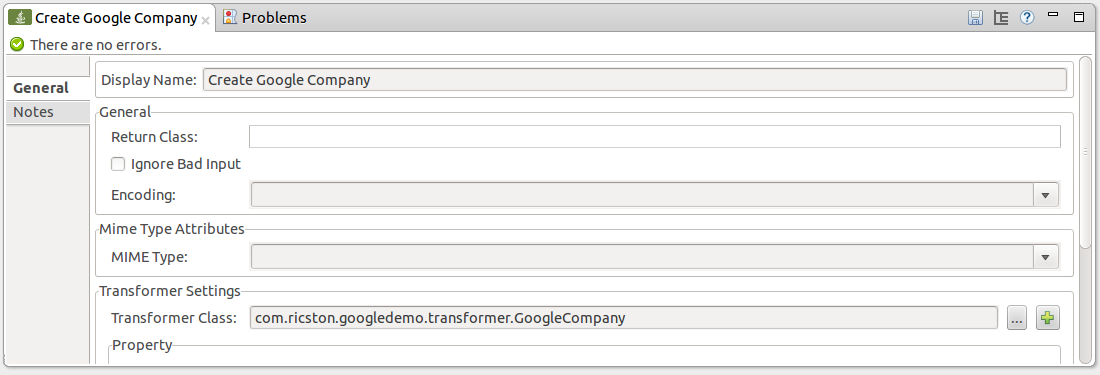 Create Google Company
Problems
There are no errors.
General
Notes
Display Name: Create Google Company
General
Return Class:
Ignore Bad Input
Encoding:
Mime Type Attributes
MIME Type:
Transformer Settings
Transformer Class: com.ricston.googledemo.transformer.GoogleCompany ...
Property